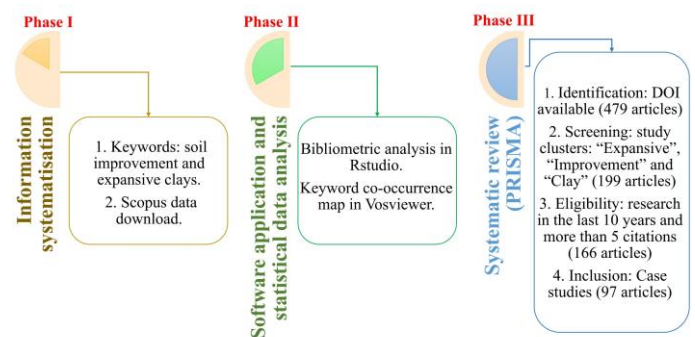 Phase I
Information
systematisation
1. Keywords: soil
improvement and
expansive clays.
2. Scopus data
download.
Phase II
Software application and
statistical data analysis
Bibliometric analysis in
Rstudio.
Keyword co-occurrence
map in Vosviewer.
Phase III
Systematic review
(PRISMA)
1. Identification: DOI
available (479 articles)
2. Screening: study
clusters: “Expansive”,
“Improvement” and
“Clay” (199 articles)
3. Eligibility: research
in the last 10 years and
more than 5 citations
(166 articles)
4. Inclusion: Case
studies (97 articles)